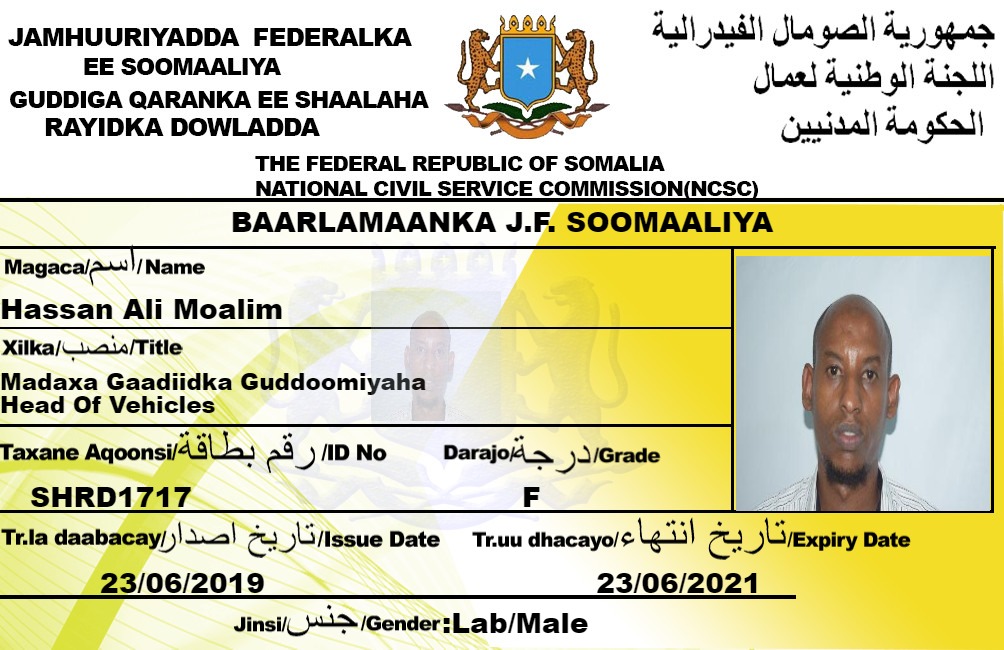 JAMHUURIYADDA FEDERALKA
EE SOOMAALIYA
GUDDIGA QARANKA EE SHAALAHA
RAYIDKA DOWLADDA
جمهورية الصومال الفيدرالية
اللجنة الوطنية لعمال
الحكومة المدنيين
THE FEDERAL REPUBLIC OF SOMALIA
NATIONAL CIVIL SERVICE COMMISSION(NCSC)
BAARLAMAANKA J.F. SOOMAALIYA
Magaca/اسم/Name
Hassan Ali Moalim
Xilka/منصب/Title
Madaxa Gaadiidka Guddoomiyaha
Head Of Vehicles
Taxane Aqoonsi/رقم بطاقة/ID No
Darajo/درجة/Grade
SHRD1717
F
Tr.la daabacay/تاريخ اصدار/Issue Date
Tr.uu dhacayo/تاريخ انتهاء/Expiry Date
23/06/2019
23/06/2021
Jinsi/جنس/Gender:Lab/Male